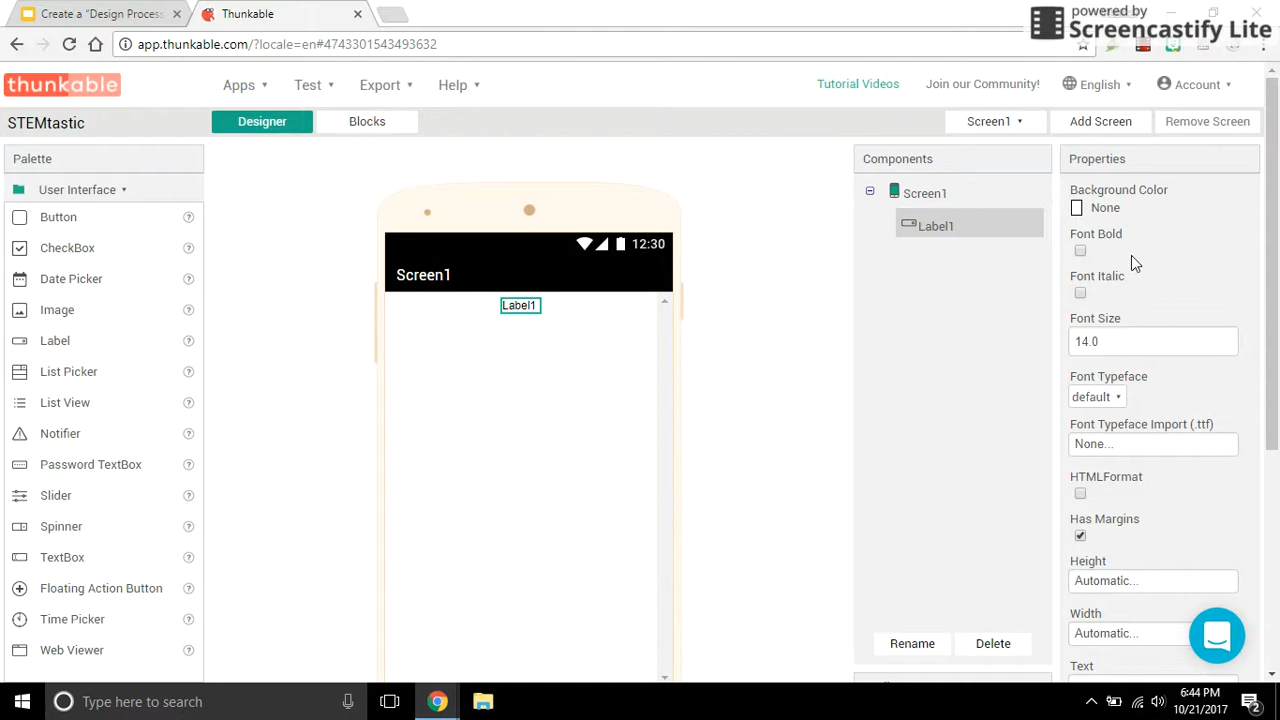 Create a "Design Process
Thunkable
powered by
Screencastify Lite
app.thunkable.com/?locale=en#4743301543493632
thunkable
Apps
Test
Export
Help
Tutorial Videos
Join our Community!
English
Account
STEMtastic
Designer
Blocks
Screen1
Add Screen
Remove Screen
Palette
User Interface
Button
CheckBox
Date Picker
Image
Label
List Picker
List View
Notifier
Password TextBox
Slider
Spinner
TextBox
Floating Action Button
Time Picker
Web Viewer
12:30
Screen1
Label1
Components
Screen1
Label1
Rename
Delete
Properties
Background Color
None
Font Bold
Font Italic
Font Size
14.0
Font Typeface
default
Font Typeface Import (.ttf)
None...
HTMLFormat
Has Margins
Height
Automatic...
Width
Automatic...
Text
Type here to search
6:44 PM
10/21/2017
2